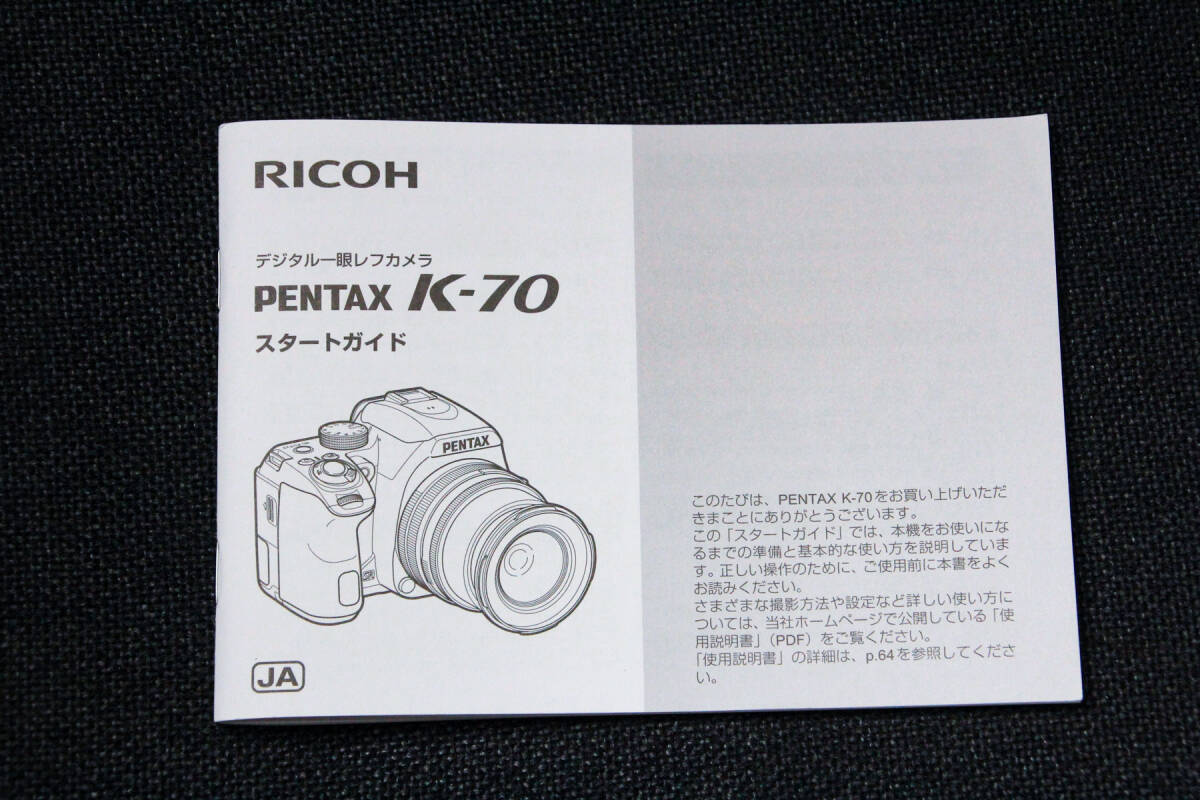 RICOH
デジタル一眼レフカメラ
PENTAX K-70
スタートガイド
PENTAX
JA
このたびは、PENTAX K-70をお買い上げいただ
きまことにありがとうございます。
この「スタートガイド」では、本機をお使いにな
るまでの準備と基本的な使い方を説明していま
す。正しい操作のために、ご使用前に本書をよく
お読みください。
さまざまな撮影方法や設定など詳しい使い方に
ついては、当社ホームページで公開している「使
用説明書」（PDF）をご覧ください。
「使用説明書」の詳細は、p.64を参照してくださ
い。